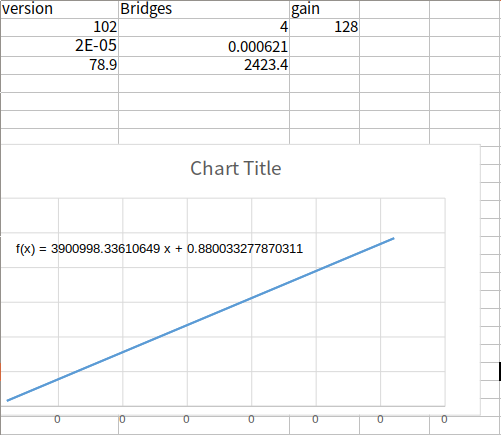 version Bridges gain
102 4 128
2E-05 0.000621
78.9 2423.4
Chart Title
f(x) = 3900998.33610649 x + 0.880033277870311
0 0 0 0 0 0 0